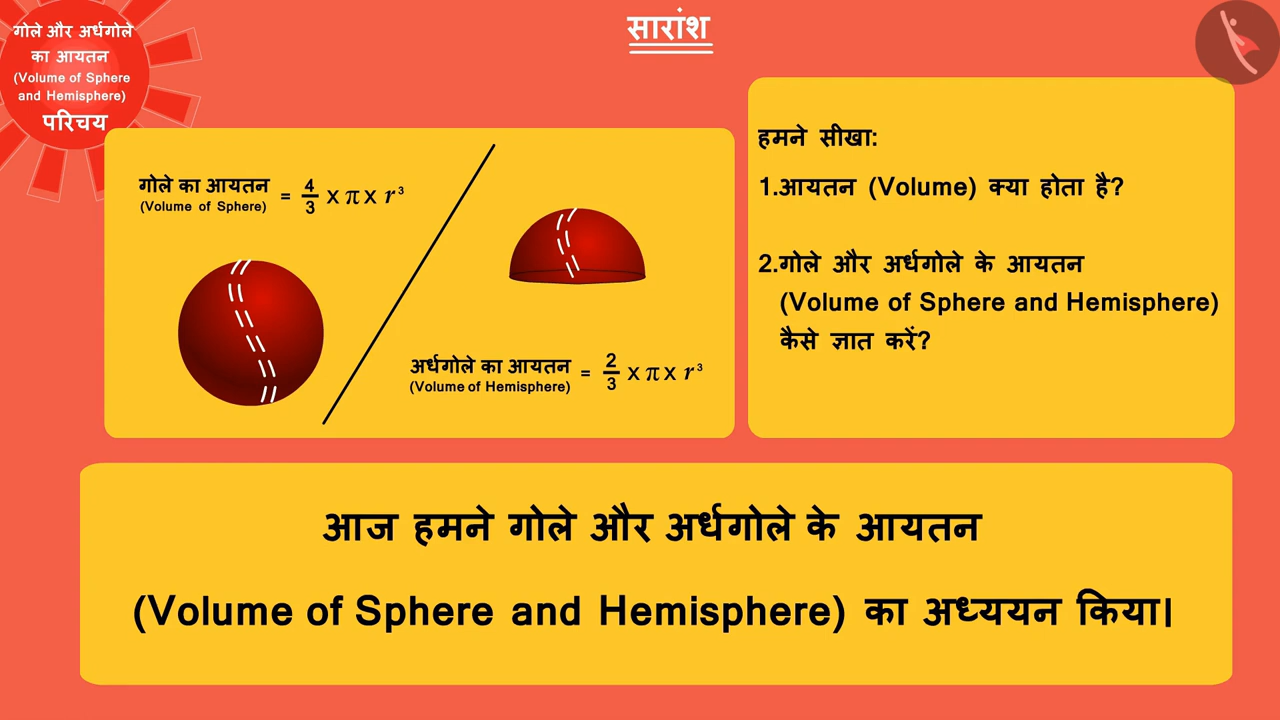 गोले और अर्धगोले
का आयतन
(Volume of Sphere
and Hemisphere)
परिचय
सारांश
गोले का आयतन
(Volume of Sphere)
= 4/3 x π x r³
अर्धगोले का आयतन
(Volume of Hemisphere)
= 2/3 x π x r³
हमने सीखा:
1.आयतन (Volume) क्या होता है?
2.गोले और अर्धगोले के आयतन
(Volume of Sphere and Hemisphere)
कैसे ज्ञात करें?
आज हमने गोले और अर्धगोले के आयतन
(Volume of Sphere and Hemisphere) का अध्ययन किया।